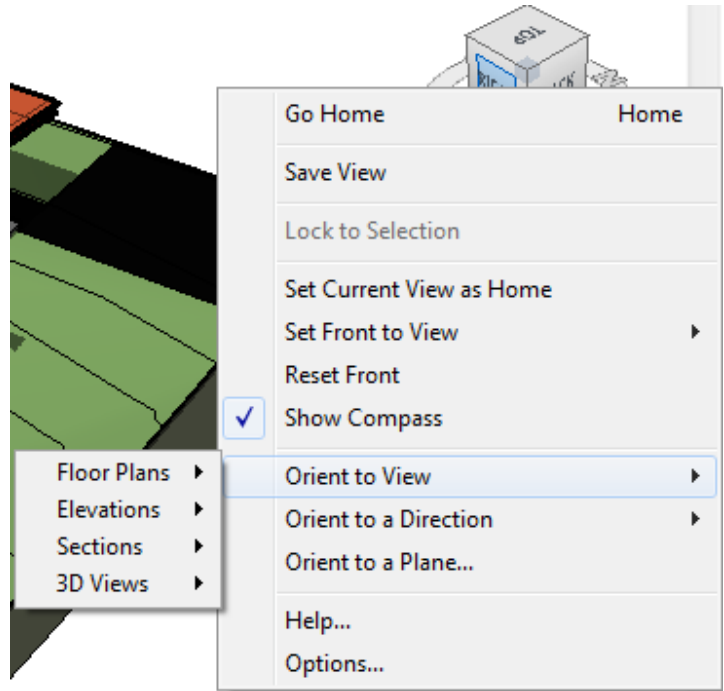 TOP
Go Home Home
Save View
Lock to Selection
Set Current View as Home
Set Front to View
Reset Front
Show Compass
Floor Plans
Elevations
Sections
3D Views
Orient to View
Orient to a Direction
Orient to a Plane...
Help...
Options...